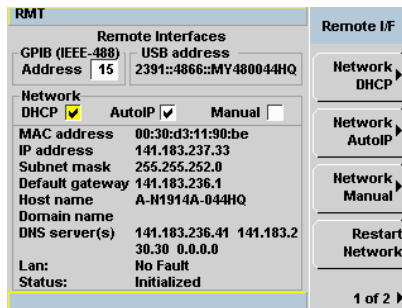 RMT
Remote Interfaces
GPIB (IEEE-488)
Address 15
USB address
2391::4866::MY480044HQ
Network
DHCP AutoIP Manual
MAC address 00:30:d3:11:90:be
IP address 141.183.237.33
Subnet mask 255.255.252.0
Default gateway 141.183.236.1
Host name A-N1914A-044HQ
Domain name
DNS server(s) 141.183.236.41 141.183.2
30.30 0.0.0.0
Lan: No Fault
Status: Initialized
Remote I/F
Network
DHCP
Network
AutoIP
Network
Manual
Restart
Network
1 of 2